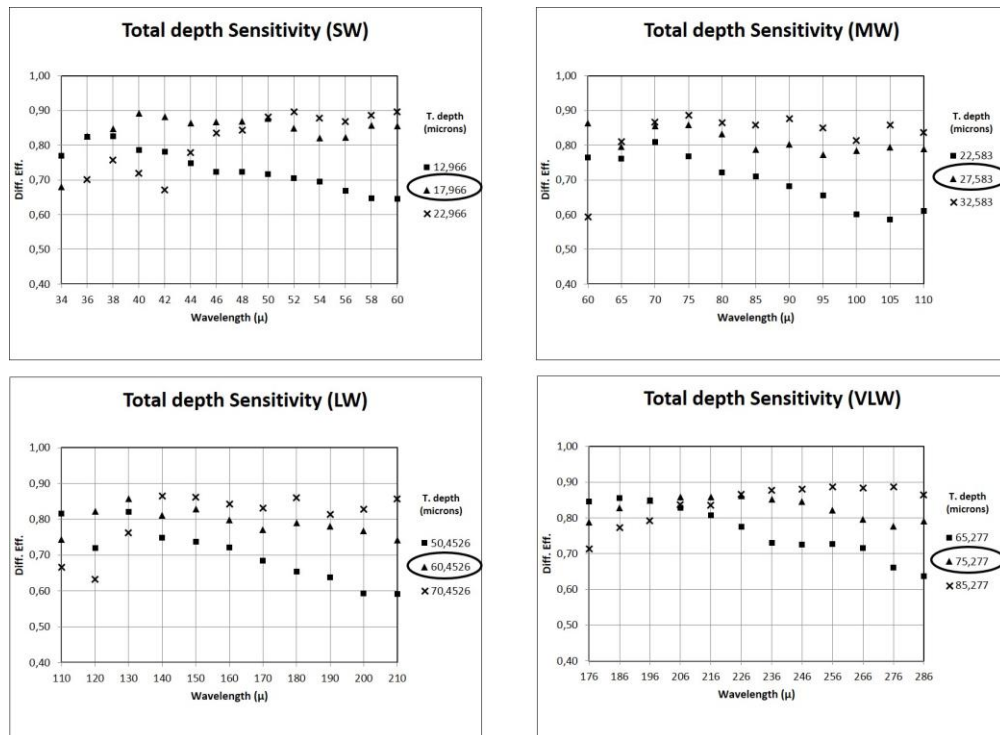 Total depth Sensitivity (SW)
1,00
0,90
0,80
0,70
0,60
0,50
0,40
Diff. Eff.
34 36 38 40 42 44 46 48 50 52 54 56 58 60
Wavelength (µ)
T. depth
(microns)
12,966
17,966
22,966
Total depth Sensitivity (MW)
1,00
0,90
0,80
0,70
0,60
0,50
0,40
Diff. Eff.
60 65 70 75 80 85 90 95 100 105 110
Wavelength (µ)
T. depth
(microns)
22,583
27,583
32,583
Total depth Sensitivity (LW)
1,00
0,90
0,80
0,70
0,60
0,50
0,40
Diff. Eff.
110 120 130 140 150 160 170 180 190 200 210
Wavelength (µ)
T. depth
(microns)
50,4526
60,4526
70,4526
Total depth Sensitivity (VLW)
1,00
0,90
0,80
0,70
0,60
0,50
0,40
Diff. Eff.
176 186 196 206 216 226 236 246 256 266 276 286
Wavelength (µ)
T. depth
(microns)
65,277
75,277
85,277